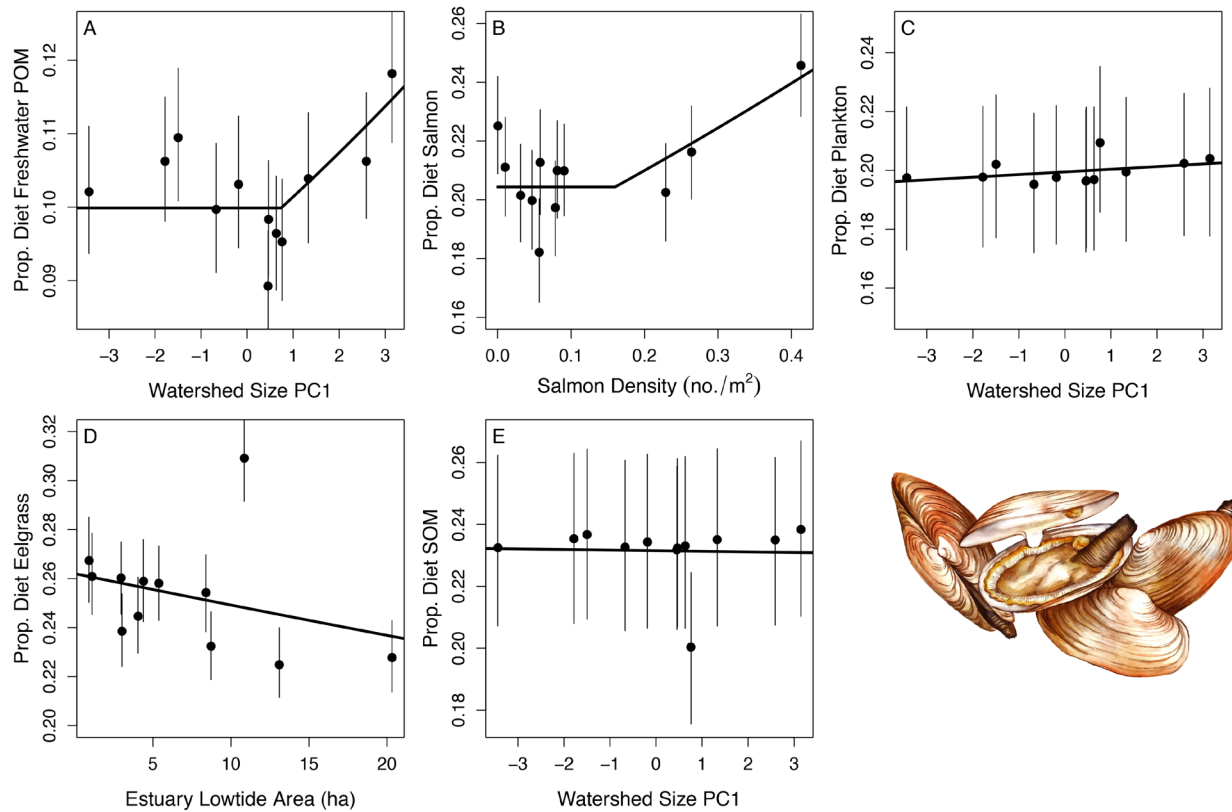 A
Prop. Diet Freshwater POM
0.09 0.10 0.11 0.12
−3 −2 −1 0 1 2 3
Watershed Size PC1
B
Prop. Diet Salmon
0.16 0.18 0.20 0.22 0.24 0.26
0.0 0.1 0.2 0.3 0.4
Salmon Density (no./m²)
C
Prop. Diet Plankton
0.16 0.18 0.20 0.22 0.24
−3 −2 −1 0 1 2 3
Watershed Size PC1
D
Prop. Diet Eelgrass
0.20 0.22 0.24 0.26 0.28 0.30 0.32
5 10 15 20
Estuary Lowtide Area (ha)
E
Prop. Diet SOM
0.18 0.20 0.22 0.24 0.26
−3 −2 −1 0 1 2 3
Watershed Size PC1